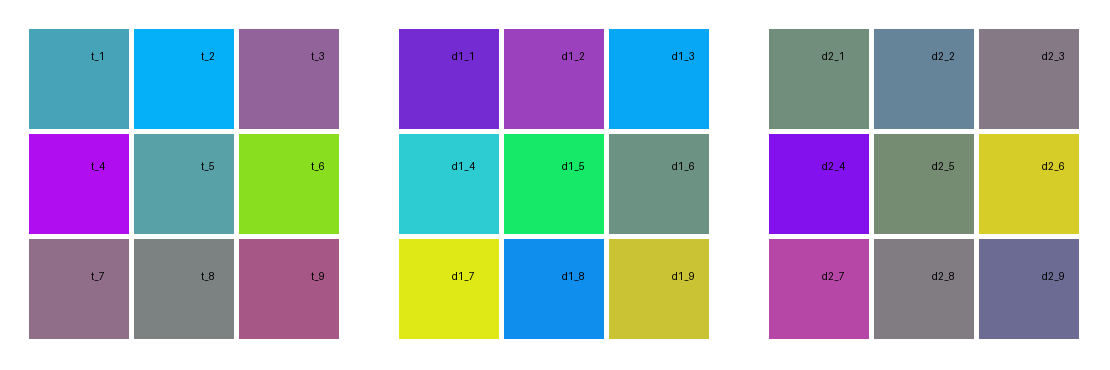 t_1 t_2 t_3 d1_1 d1_2 d1_3 d2_1 d2_2 d2_3
t_4 t_5 t_6 d1_4 d1_5 d1_6 d2_4 d2_5 d2_6
t_7 t_8 t_9 d1_7 d1_8 d1_9 d2_7 d2_8 d2_9